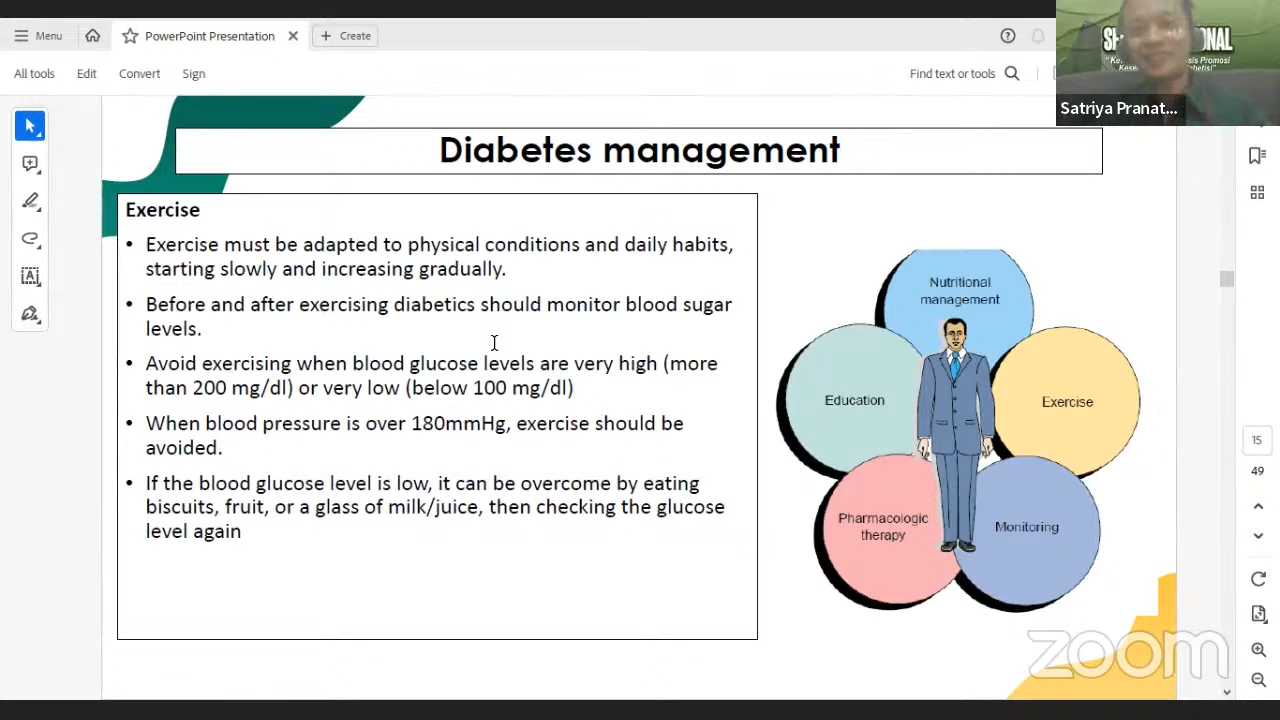 Menu
PowerPoint Presentation
Create
All tools
Edit
Convert
Sign
Find text or tools
Satriya Pranat...
Diabetes management
Exercise
• Exercise must be adapted to physical conditions and daily habits,
starting slowly and increasing gradually.
• Before and after exercising diabetics should monitor blood sugar
levels.
• Avoid exercising when blood glucose levels are very high (more
than 200 mg/dl) or very low (below 100 mg/dl)
• When blood pressure is over 180mmHg, exercise should be
avoided.
• If the blood glucose level is low, it can be overcome by eating
biscuits, fruit, or a glass of milk/juice, then checking the glucose
level again
Nutritional
management
Education
Exercise
Pharmacologic
therapy
Monitoring
15
49
zoom